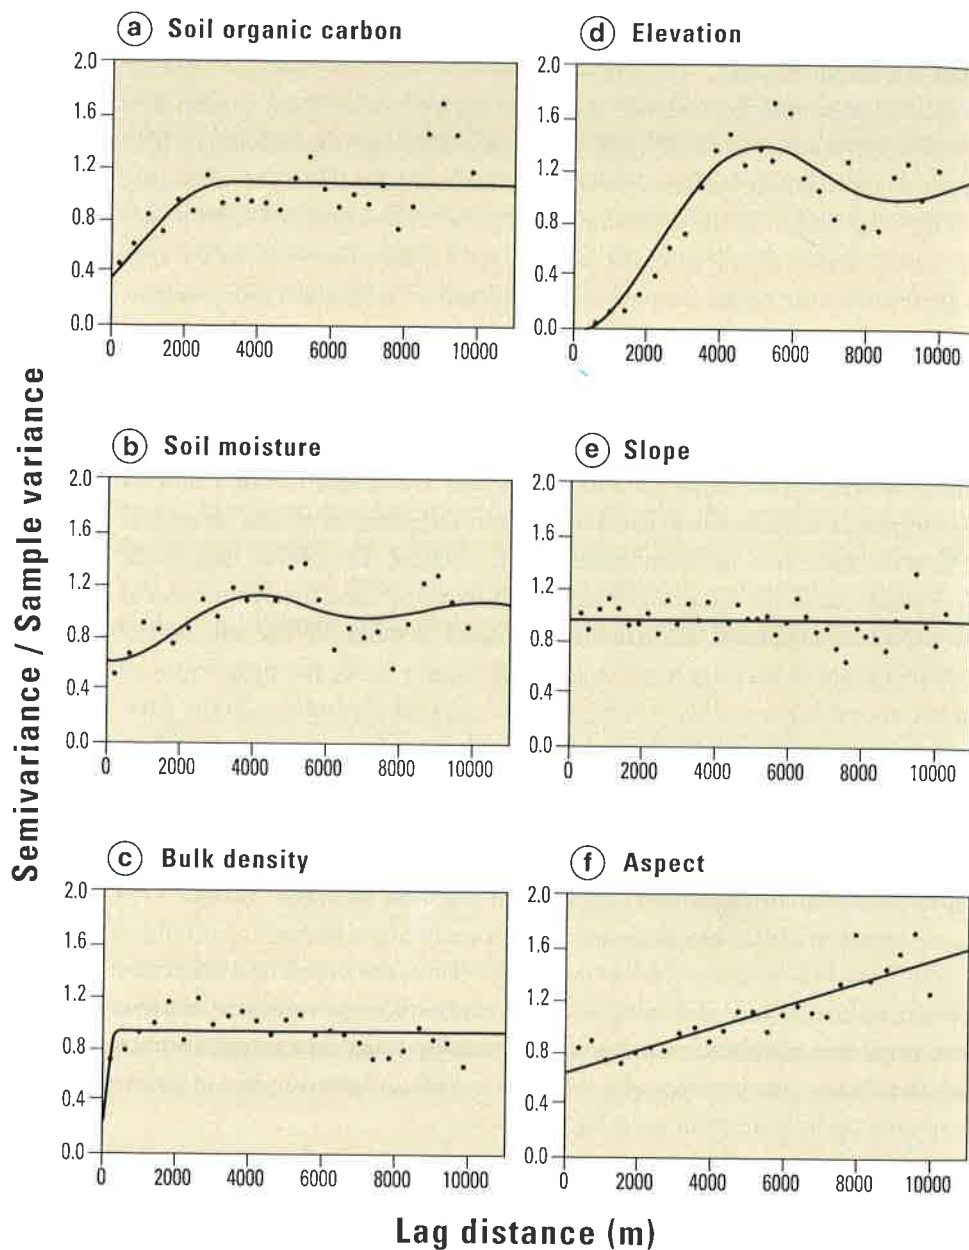 a Soil organic carbon
2.0
1.6
1.2
0.8
0.4
0.0
0 2000 4000 6000 8000 10000
d Elevation
2.0
1.6
1.2
0.8
0.4
0.0
0 2000 4000 6000 8000 10000
b Soil moisture
2.0
1.6
1.2
0.8
0.4
0.0
0 2000 4000 6000 8000 10000
e Slope
2.0
1.6
1.2
0.8
0.4
0.0
0 2000 4000 6000 8000 10000
c Bulk density
2.0
1.6
1.2
0.8
0.4
0.0
0 2000 4000 6000 8000 10000
f Aspect
2.0
1.6
1.2
0.8
0.4
0.0
0 2000 4000 6000 8000 10000
Semivariance / Sample variance
Lag distance (m)